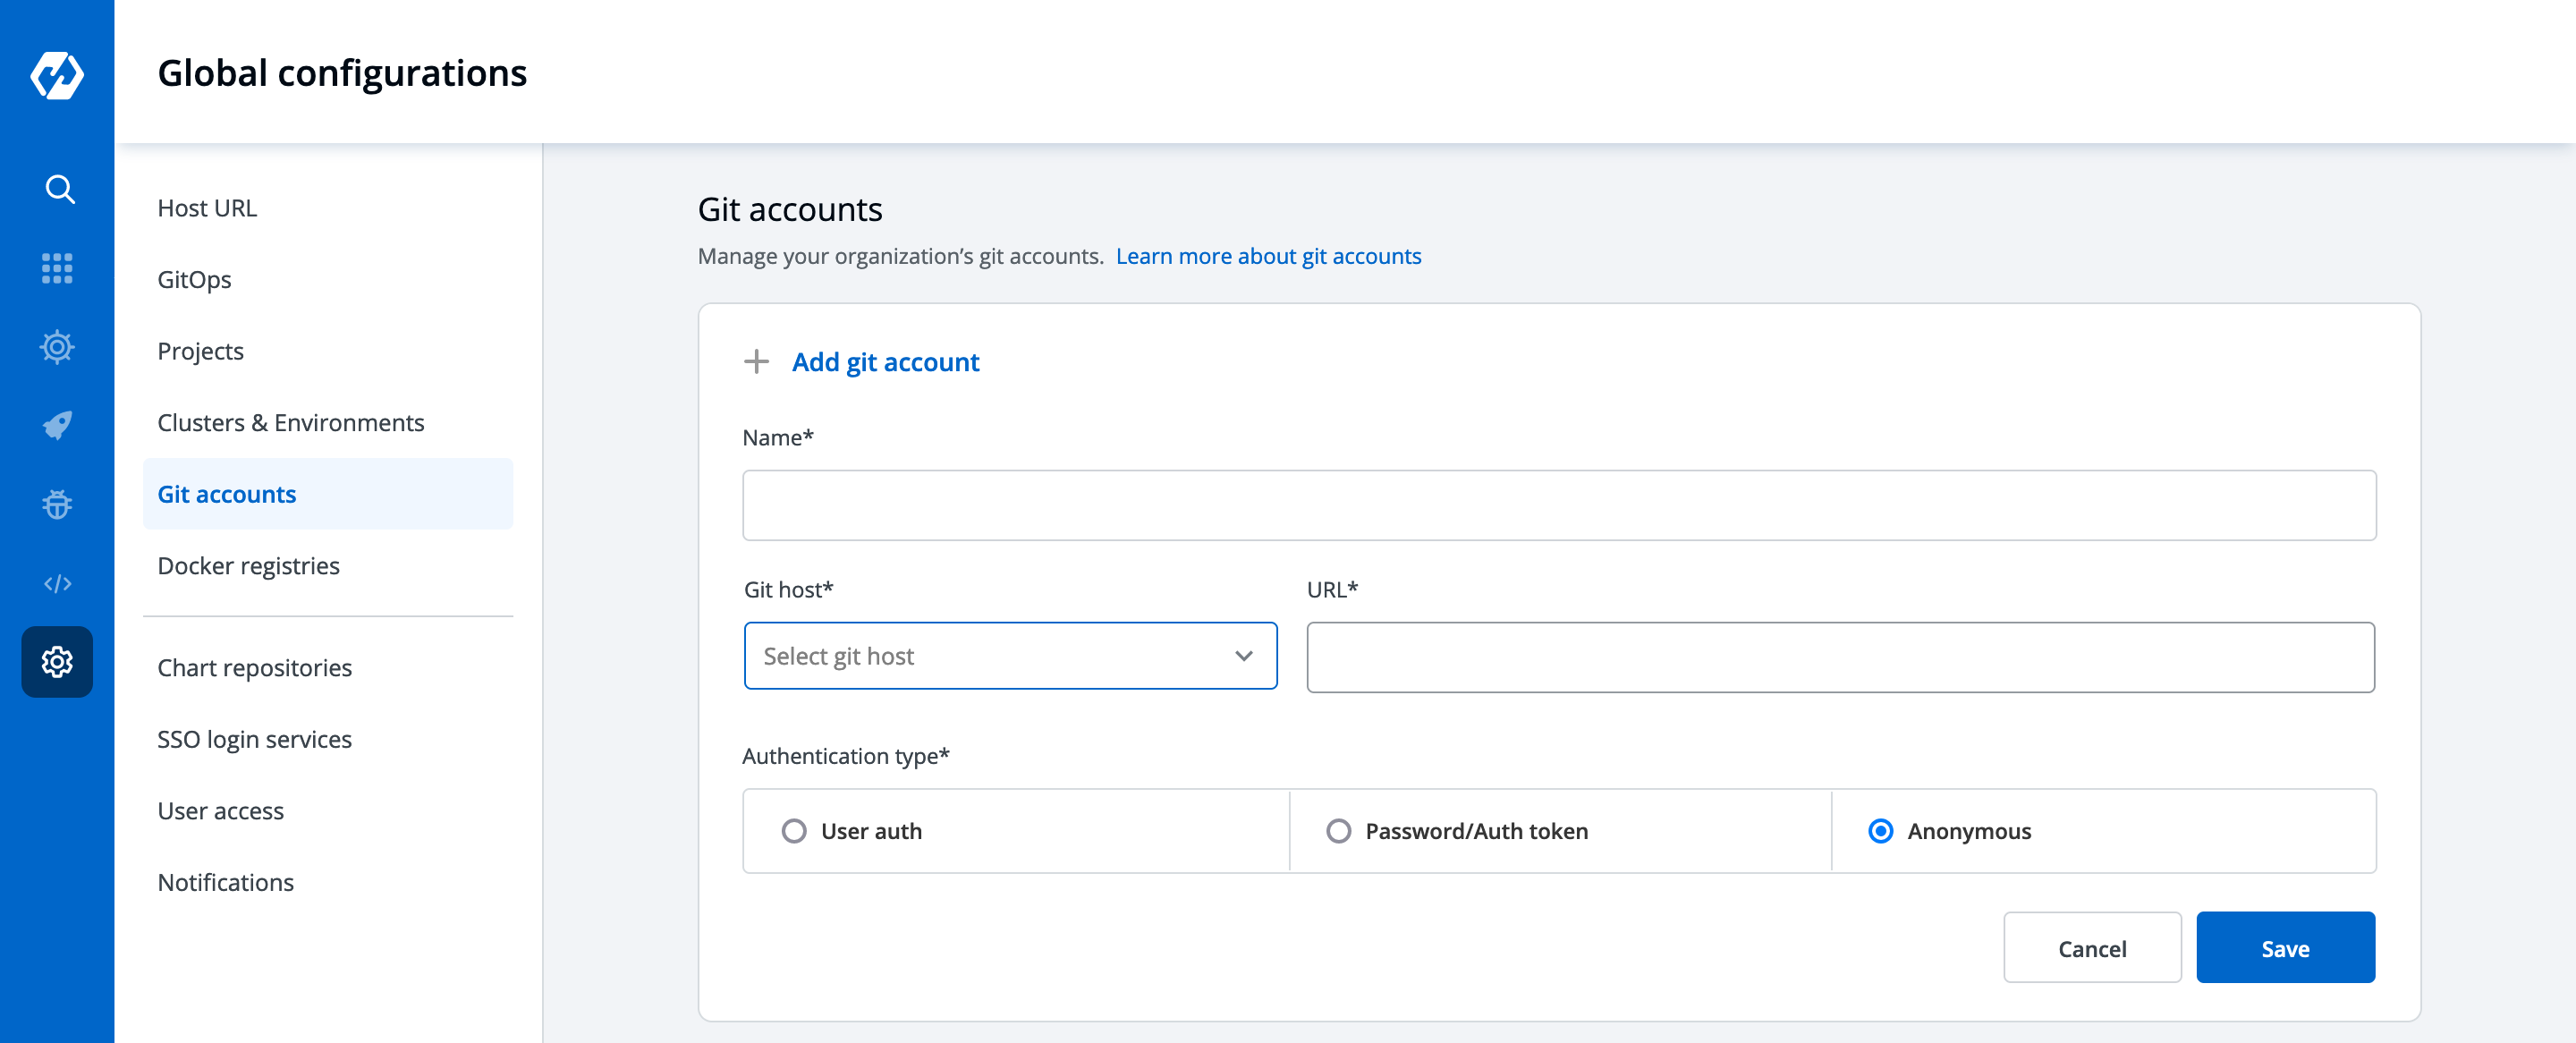 Global configurations
Host URL
GitOps
Projects
Clusters & Environments
Git accounts
Docker registries
Chart repositories
SSO login services
User access
Notifications
Git accounts
Manage your organization’s git accounts. Learn more about git accounts
Add git account
Name*
Git host*
URL*
Select git host
Authentication type*
User auth
Password/Auth token
Anonymous
Cancel
Save